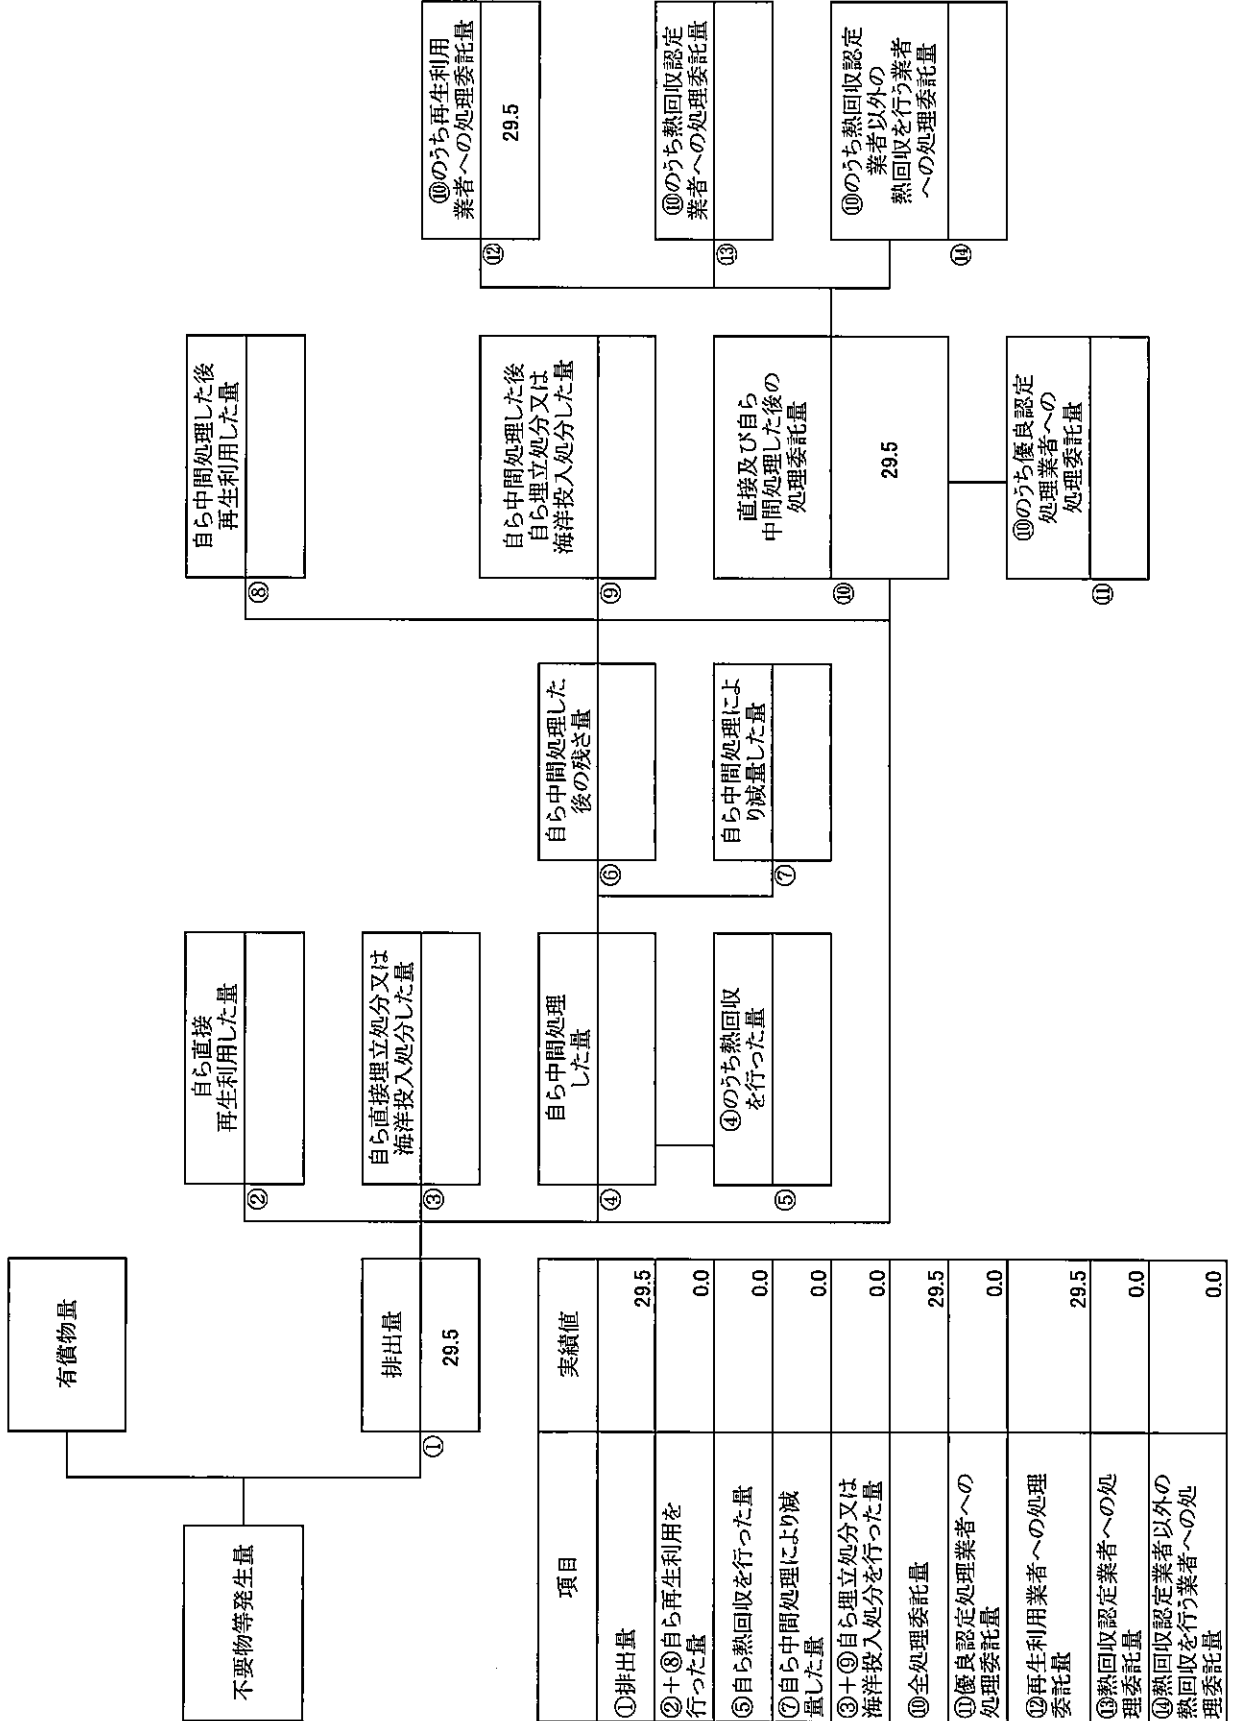 不要物等発生量
有償物量
①
排出量
29.5
②
自ら直接
再生利用した量
③
自ら直接埋立処分又は
海洋投入処分した量
④
自ら中間処理
した量
⑤
④のうち熱回収
を行った量
⑥
自ら中間処理した
後の残さ量
⑦
自ら中間処理によ
り減量した量
⑧
自ら中間処理した後
再生利用した量
⑨
自ら中間処理した後
自ら埋立処分又は
海洋投入処分した量
⑩
直接及び自ら
中間処理した後の
処理委託量
29.5
⑪
⑩のうち優良認定
処理業者への
処理委託量
⑫
⑩のうち再生利用
業者への処理委託量
29.5
⑬
⑩のうち熱回収認定
業者への処理委託量
⑭
⑩のうち熱回収認定
業者以外の
熱回収を行う業者
への処理委託量
項目 実績値
①排出量 29.5
②+⑧自ら再生利用を
行った量 0.0
⑤自ら熱回収を行った量 0.0
⑦自ら中間処理により減
量した量 0.0
③+⑨自ら埋立処分又は
海洋投入処分を行った量 0.0
⑩全処理委託量 29.5
⑪優良認定処理業者への
処理委託量 0.0
⑫再生利用業者への処理
委託量 29.5
⑬熱回収認定業者への処
理委託量 0.0
⑭熱回収認定業者以外の
熱回収を行う業者への処
理委託量 0.0